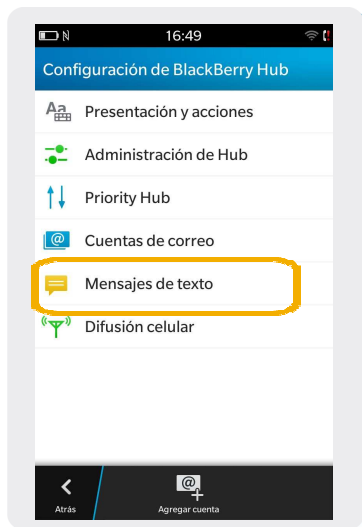 16:49
Configuración de BlackBerry Hub
Aa
Presentación y acciones
Administración de Hub
Priority Hub
@
Cuentas de correo
Mensajes de texto
Difusión celular
Atrás
@
Agregar cuenta